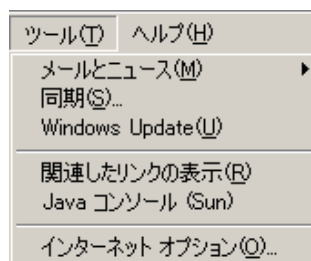 ツール(T) ヘルプ(H)
メールとニュース(M)
同期(S)...
Windows Update(U)
関連したリンクの表示(R)
Java コンソール (Sun)
インターネット オプション(O)...